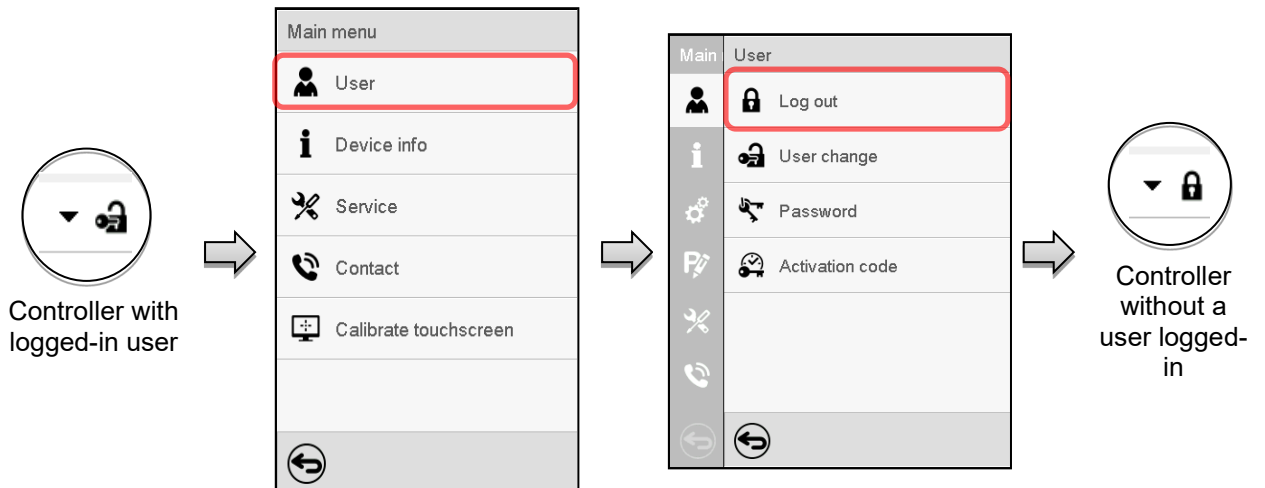 Controller with
logged-in user
Main menu
User
Device info
Service
Contact
Calibrate touchscreen
Main
User
Log out
User change
Password
Activation code
Controller
without a
user logged-
in